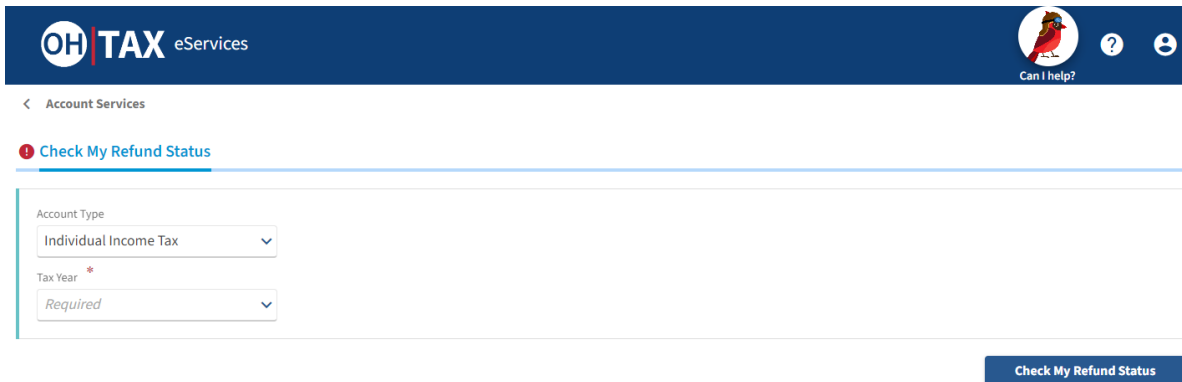 OH|TAX eService​s
Can I help?
Account Services
Check My Refund Status
Account Type
Individual Income Tax
Tax Year *
Required
Check My Refund Status